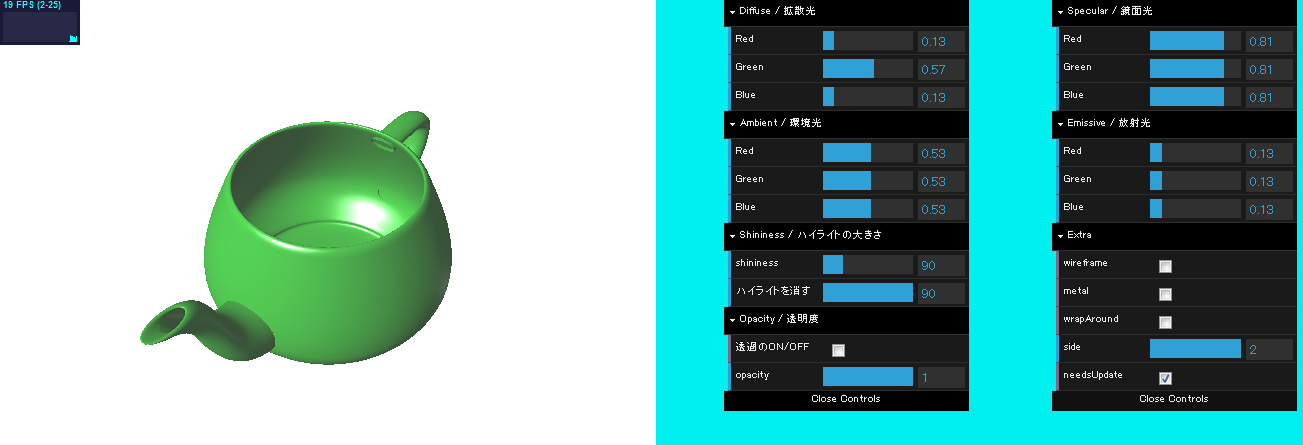 19 FPS (2-25)
Diffuse / 拡散光
Red
0.13
Green
0.57
Blue
0.13
Ambient / 環境光
Red
0.53
Green
0.53
Blue
0.53
Shininess / ハイライトの大きさ
shininess
90
ハイライトを消す
90
Opacity / 透明度
透過のON/OFF
opacity
1
Close Controls
Specular / 鏡面光
Red
0.81
Green
0.81
Blue
0.81
Emissive / 放射光
Red
0.13
Green
0.13
Blue
0.13
Extra
wireframe
metal
wrapAround
side
2
needsUpdate
Close Controls